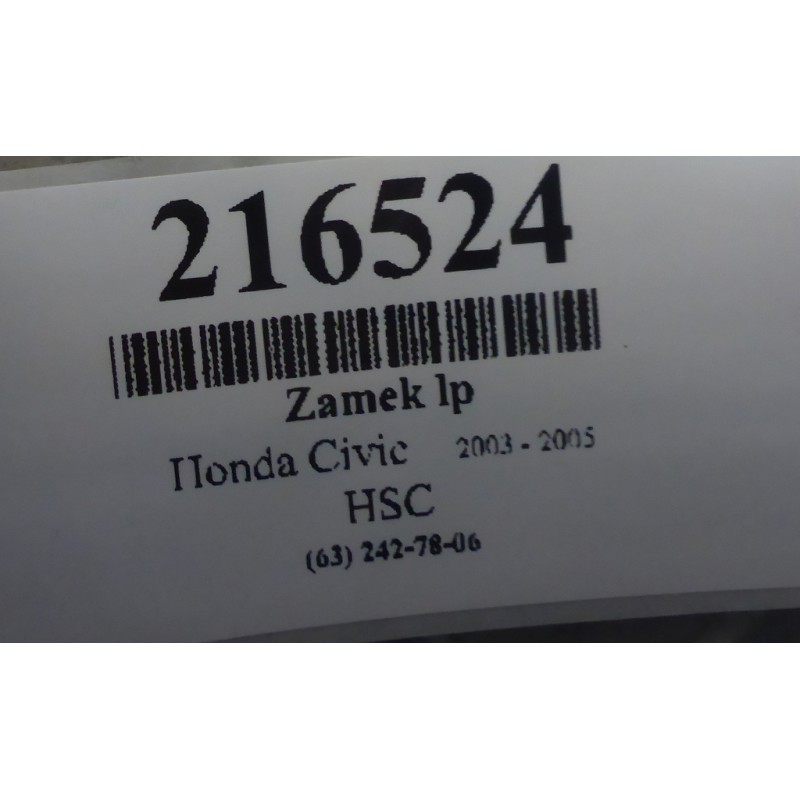 216524
Zamek lp
Honda Civic 2003 - 2005
HSC
(63) 242-78-06